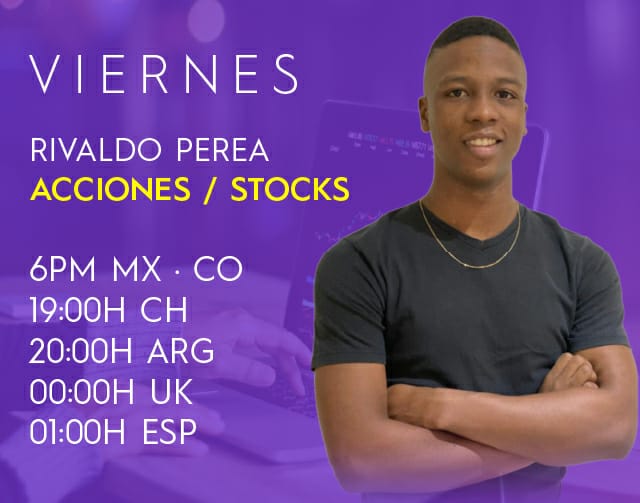 VIERNES
RIVALDO PEREA
ACCIONES / STOCKS
6PM MX · CO
19:00H CH
20:00H ARG
00:00H UK
01:00H ESP